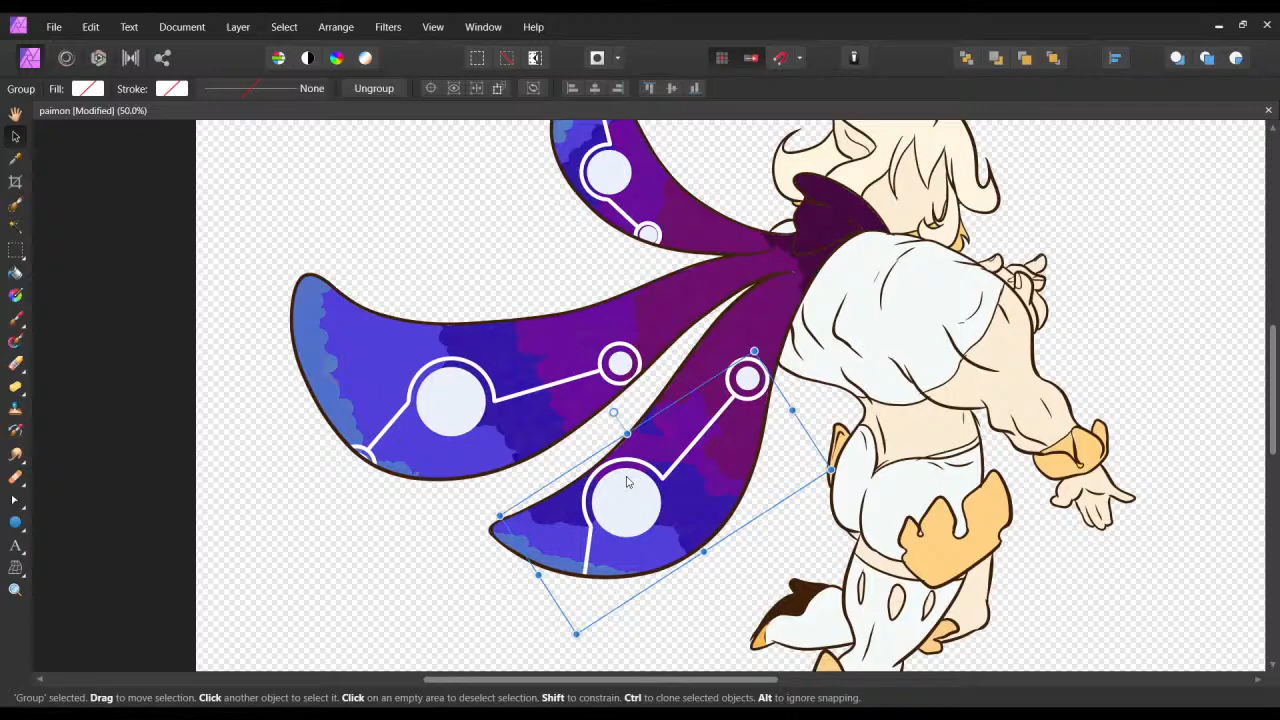 File Edit Text Document Layer Select Arrange Filters View Window Help
Group Fill: Stroke: None Ungroup
paimon [Modified] (50.0%)
'Group' selected. Drag to move selection. Click another object to select it. Click on an empty area to deselect selection. Shift to constrain. Ctrl to clone selected objects. Alt to ignore snapping.